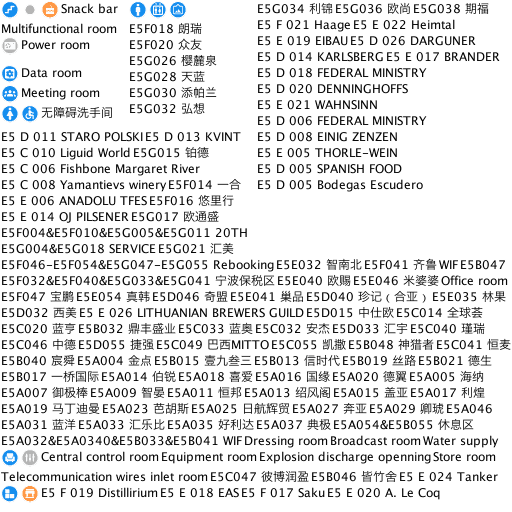 Snack bar
Multifunctional room
Power room
Data room
Meeting room
无障碍洗手间
E5F018 朗瑞
E5F020 众友
E5G026 樱麓泉
E5G028 天蓝
E5G030 添帕兰
E5G032 弘想
E5G034 利锦 E5G036 欧尚 E5G038 期福
E5 F 021 Haage E5 E 022 Heimtal
E5 E 019 EIBAU E5 D 026 DARGUNER
E5 D 014 KARLSBERG E5 E 017 BRANDER
E5 D 018 FEDERAL MINISTRY
E5 D 020 DENNINGHOFFS
E5 E 021 WAHNSINN
E5 D 006 FEDERAL MINISTRY
E5 D 008 EINIG ZENZEN
E5 E 005 THORLE-WEIN
E5 D 005 SPANISH FOOD
E5 D 005 Bodegas Escudero
E5 D 011 STARO POLSKI E5 D 013 KVINT
E5 C 010 Liguid World E5G015 铂德
E5 C 006 Fishbone Margaret River
E5 C 008 Yamantievs winery E5F014 一合
E5 E 006 ANADOLU TFES E5F016 悠里行
E5 E 014 OJ PILSENER E5G017 欧通盛
E5F004&E5F010&E5G005&E5G011 20TH
E5G004&E5G018 SERVICE E5G021 汇美
E5F046-E5F054&E5G047-E5G055 Rebooking E5E032 智南北 E5F041 齐鲁 WIF E5B047
E5F032&E5F040&E5G033&E5G041 宁波保税区 E5E040 欧赐 E5E046 米婆婆 Office room
E5F047 宝鹏 E5E054 真韩 E5D046 奇盟 E5E041 巢品 E5D040 珍记（合亚） E5E035 林果
E5D032 西美 E5 E 026 LITHUANIAN BREWERS GUILD E5D015 中仕欧 E5C014 全球荟
E5C020 蓝亨 E5B032 鼎丰盛业 E5C033 蓝奥 E5C032 安杰 E5D033 汇宇 E5C040 瑾瑞
E5C046 中德 E5D055 捷强 E5C049 巴西MITTO E5C055 凯撒 E5B048 神猎者 E5C041 恒麦
E5B040 宸舜 E5A004 金点 E5B015 壹九叁三 E5B013 信时代 E5B019 丝路 E5B021 德生
E5B017 一桥国际 E5A014 伯锐 E5A018 喜爱 E5A016 国缘 E5A020 德翼 E5A005 海纳
E5A007 御极棒 E5A009 智晏 E5A011 恒邦 E5A013 绍风阁 E5A015 盖亚 E5A017 利煌
E5A019 马丁迪曼 E5A023 芭胡斯 E5A025 日航辉贸 E5A027 奔亚 E5A029 卿琥 E5A046
E5A031 蓝洋 E5A033 汇乐比 E5A035 好利达 E5A037 典极 E5A054&E5B055 休息区
E5A032&E5A0340&E5B033&E5B041 WIF Dressing room Broadcast room Water supply
Central control room Equipment room Explosion discharge openning Store room
Telecommunication wires inlet room E5C047 彼博润盈 E5B046 皆竹舍 E5 E 024 Tanker
E5 F 019 Distillirium E5 E 018 EAS E5 F 017 Saku E5 E 020 A. Le Coq